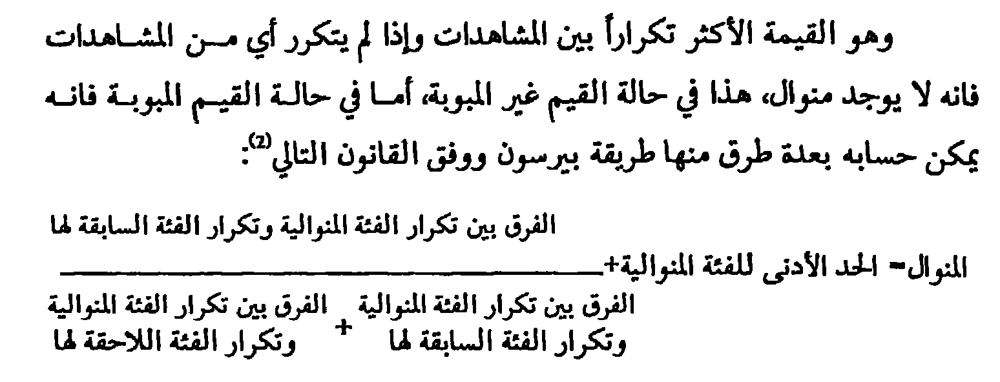 وهو القيمة الأكثر تكراراً بين المشاهدات وإذا لم يتكرر أي من المشاهدات
فانه لا يوجد منوال، هذا في حالة القيم غير المبوبة، أما في حالة القيم المبوبة فانه
يمكن حسابه بعدة طرق منها طريقة بيرسون ووفق القانون التالي(2):
الفرق بين تكرار الفئة المنوالية وتكرار الفئة السابقة لها
المنوال= الحد الأدنى للفئة المنوالية+
الفرق بين تكرار الفئة المنوالية + الفرق بين تكرار الفئة المنوالية
وتكرار الفئة السابقة لها وتكرار الفئة اللاحقة لها